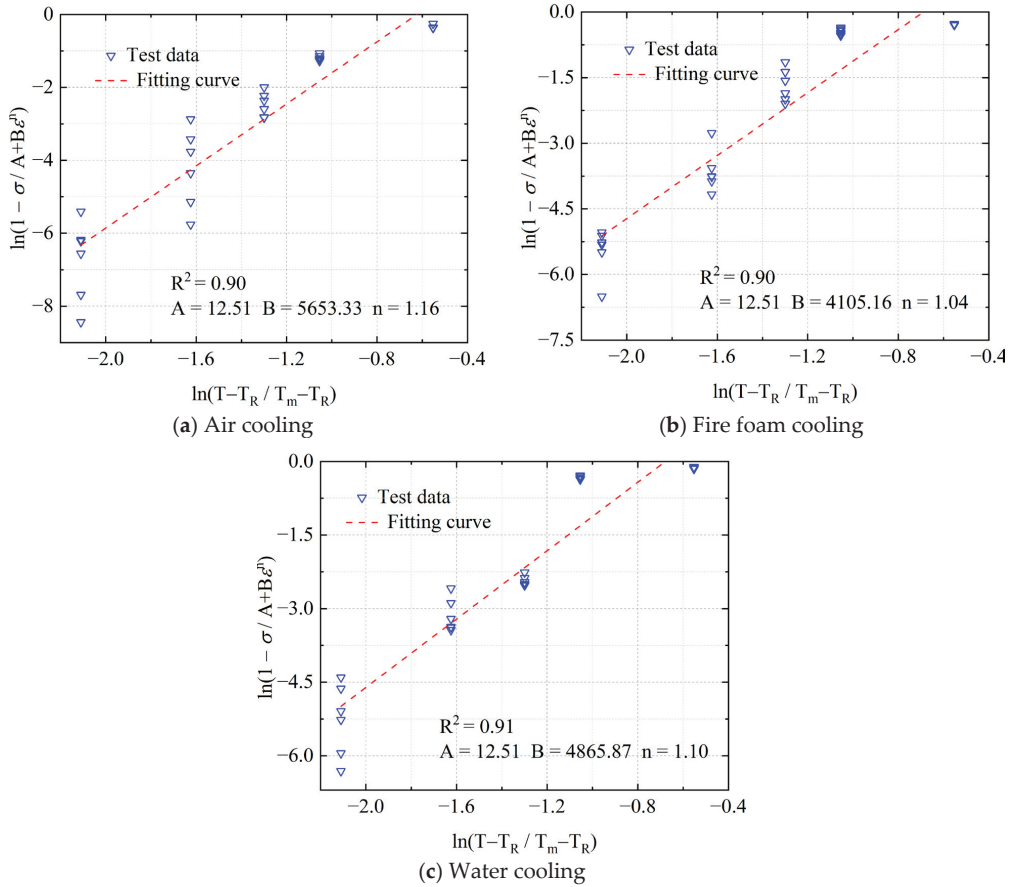 0
−2
−4
−6
−8
ln(1 − σ / A+Bεⁿ)
Test data
Fitting curve
R² = 0.90
A = 12.51 B = 5653.33 n = 1.16
−2.0 −1.6 −1.2 −0.8 −0.4
ln(T−T_R / T_m−T_R)
(a) Air cooling
0.0
−1.5
−3.0
−4.5
−6.0
−7.5
ln(1 − σ / A+Bεⁿ)
Test data
Fitting curve
R² = 0.90
A = 12.51 B = 4105.16 n = 1.04
−2.0 −1.6 −1.2 −0.8 −0.4
ln(T−T_R / T_m−T_R)
(b) Fire foam cooling
0.0
−1.5
−3.0
−4.5
−6.0
ln(1 − σ / A+Bεⁿ)
Test data
Fitting curve
R² = 0.91
A = 12.51 B = 4865.87 n = 1.10
−2.0 −1.6 −1.2 −0.8 −0.4
ln(T−T_R / T_m−T_R)
(c) Water cooling